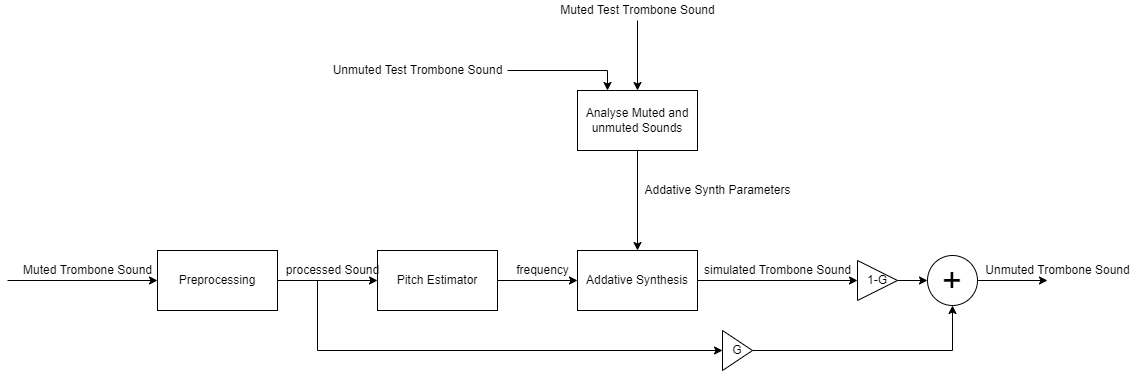 Muted Test Trombone Sound
Unmuted Test Trombone Sound
Analyse Muted and
unmuted Sounds
Addative Synth Parameters
Muted Trombone Sound
Preprocessing
processed Sound
Pitch Estimator
frequency
Addative Synthesis
simulated Trombone Sound
1-G
+
Unmuted Trombone Sound
G